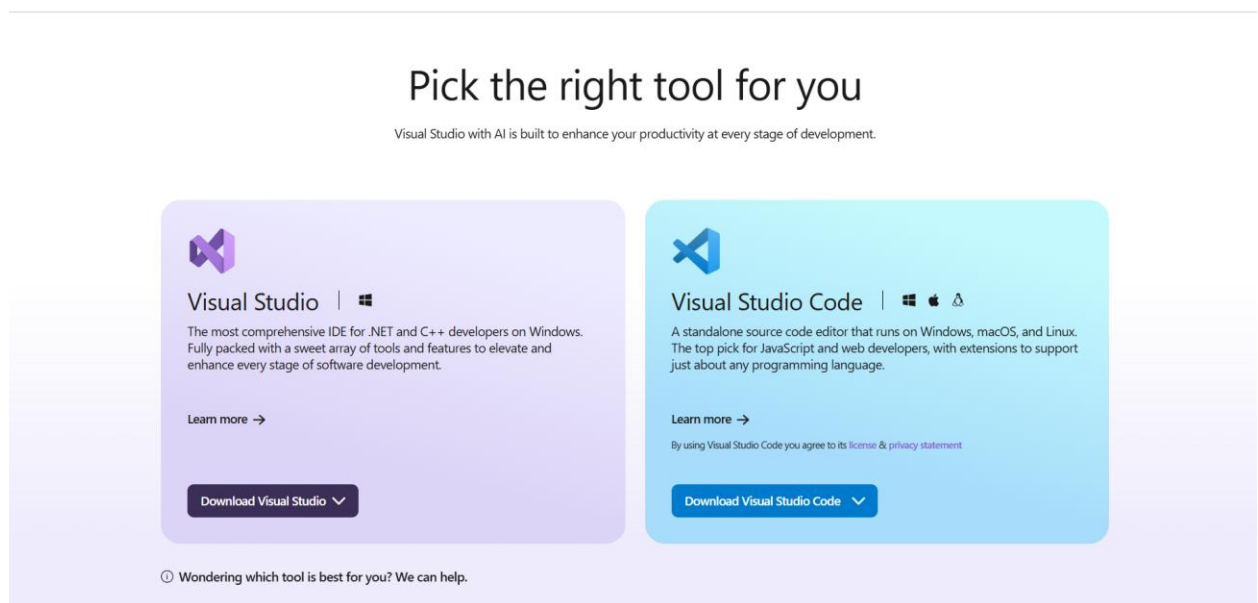 Pick the right tool for you
Visual Studio with AI is built to enhance your productivity at every stage of development.
Visual Studio
The most comprehensive IDE for .NET and C++ developers on Windows.
Fully packed with a sweet array of tools and features to elevate and
enhance every stage of software development.
Learn more →
Download Visual Studio
Visual Studio Code
A standalone source code editor that runs on Windows, macOS, and Linux.
The top pick for JavaScript and web developers, with extensions to support
just about any programming language.
Learn more →
By using Visual Studio Code you agree to its license & privacy statement
Download Visual Studio Code
Wondering which tool is best for you? We can help.